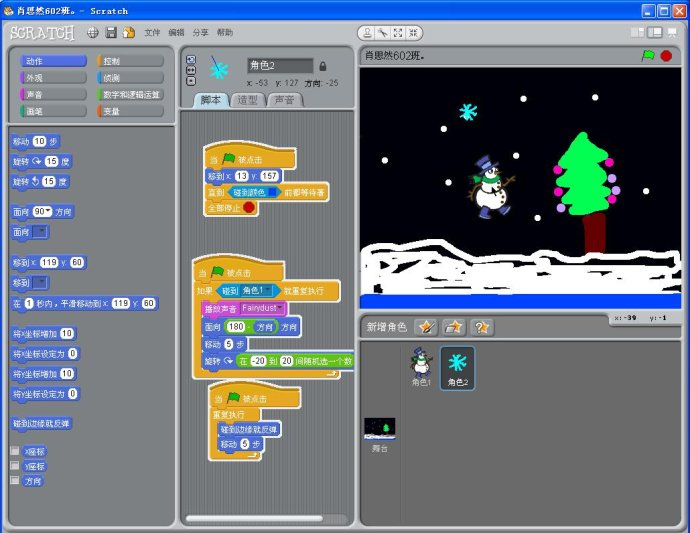 肖思然602班。 - Scratch
SCRATCH 文件 编辑 分享 帮助
动作 控制
外观 侦测
声音 数字和逻辑运算
画笔 变量
移动 10 步
旋转 15 度
旋转 15 度
面向 90 方向
面向
移到 x: 119 y: 60
移到
在 1 秒内，平滑移动到 x: 119 y: 60
将x坐标增加 10
将x坐标设定为 0
将y坐标增加 10
将y坐标设定为 0
碰到边缘就反弹
x座标
y座标
方向
角色2
x: -53 y: 127 方向: -25
脚本 造型 声音
当 被点击
移到 x: 13 y: 157
直到 碰到颜色 前都等待著
全部停止
当 被点击
如果 碰到 角色1 就重复执行
播放声音 Fairydust
面向 180 - 方向 方向
移动 5 步
旋转 在 -20 到 20 间随机选一个数
当 被点击
重复执行
碰到边缘就反弹
移动 5 步
肖思然602班。
x: -39 y: -1
新增角色
角色1 角色2
舞台